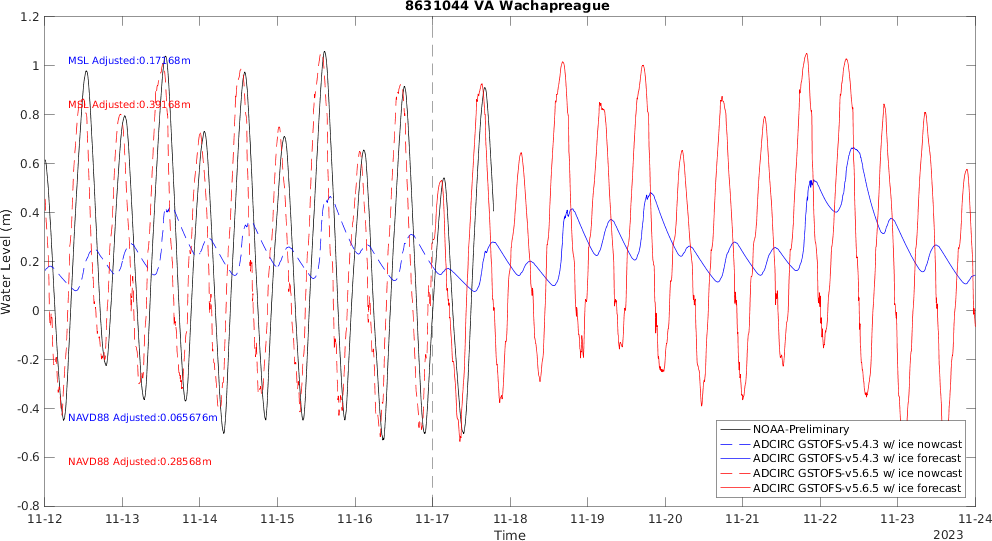 8631044 VA Wachapreague
1.2
1
0.8
0.6
0.4
0.2
0
-0.2
-0.4
-0.6
-0.8
Water Level (m)
MSL Adjusted:0.17168m
MSL Adjusted:0.39168m
NAVD88 Adjusted:0.065676m
NAVD88 Adjusted:0.28568m
NOAA-Preliminary
ADCIRC GSTOFS-v5.4.3 w/ ice nowcast
ADCIRC GSTOFS-v5.4.3 w/ ice forecast
ADCIRC GSTOFS-v5.6.5 w/ ice nowcast
ADCIRC GSTOFS-v5.6.5 w/ ice forecast
11-12 11-13 11-14 11-15 11-16 11-17 11-18 11-19 11-20 11-21 11-22 11-23 11-24
Time
2023